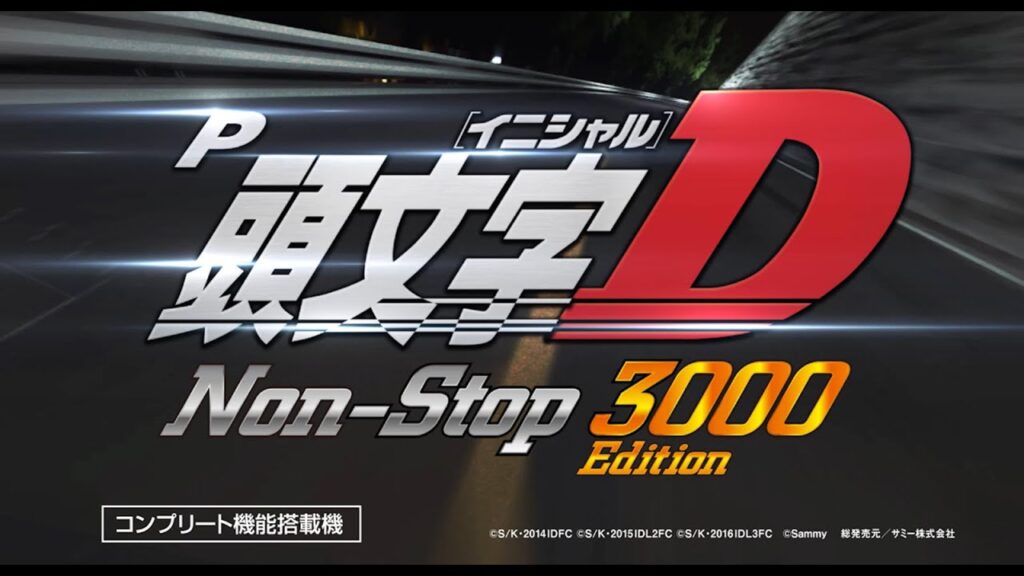 P
[イニシャル]
頭文字D
Non-Stop 3000
Edition
コンプリート機能搭載機
©S/K・2014IDFC ©S/K・2015IDL2FC ©S/K・2016IDL3FC ©Sammy 総発売元／サミー株式会社